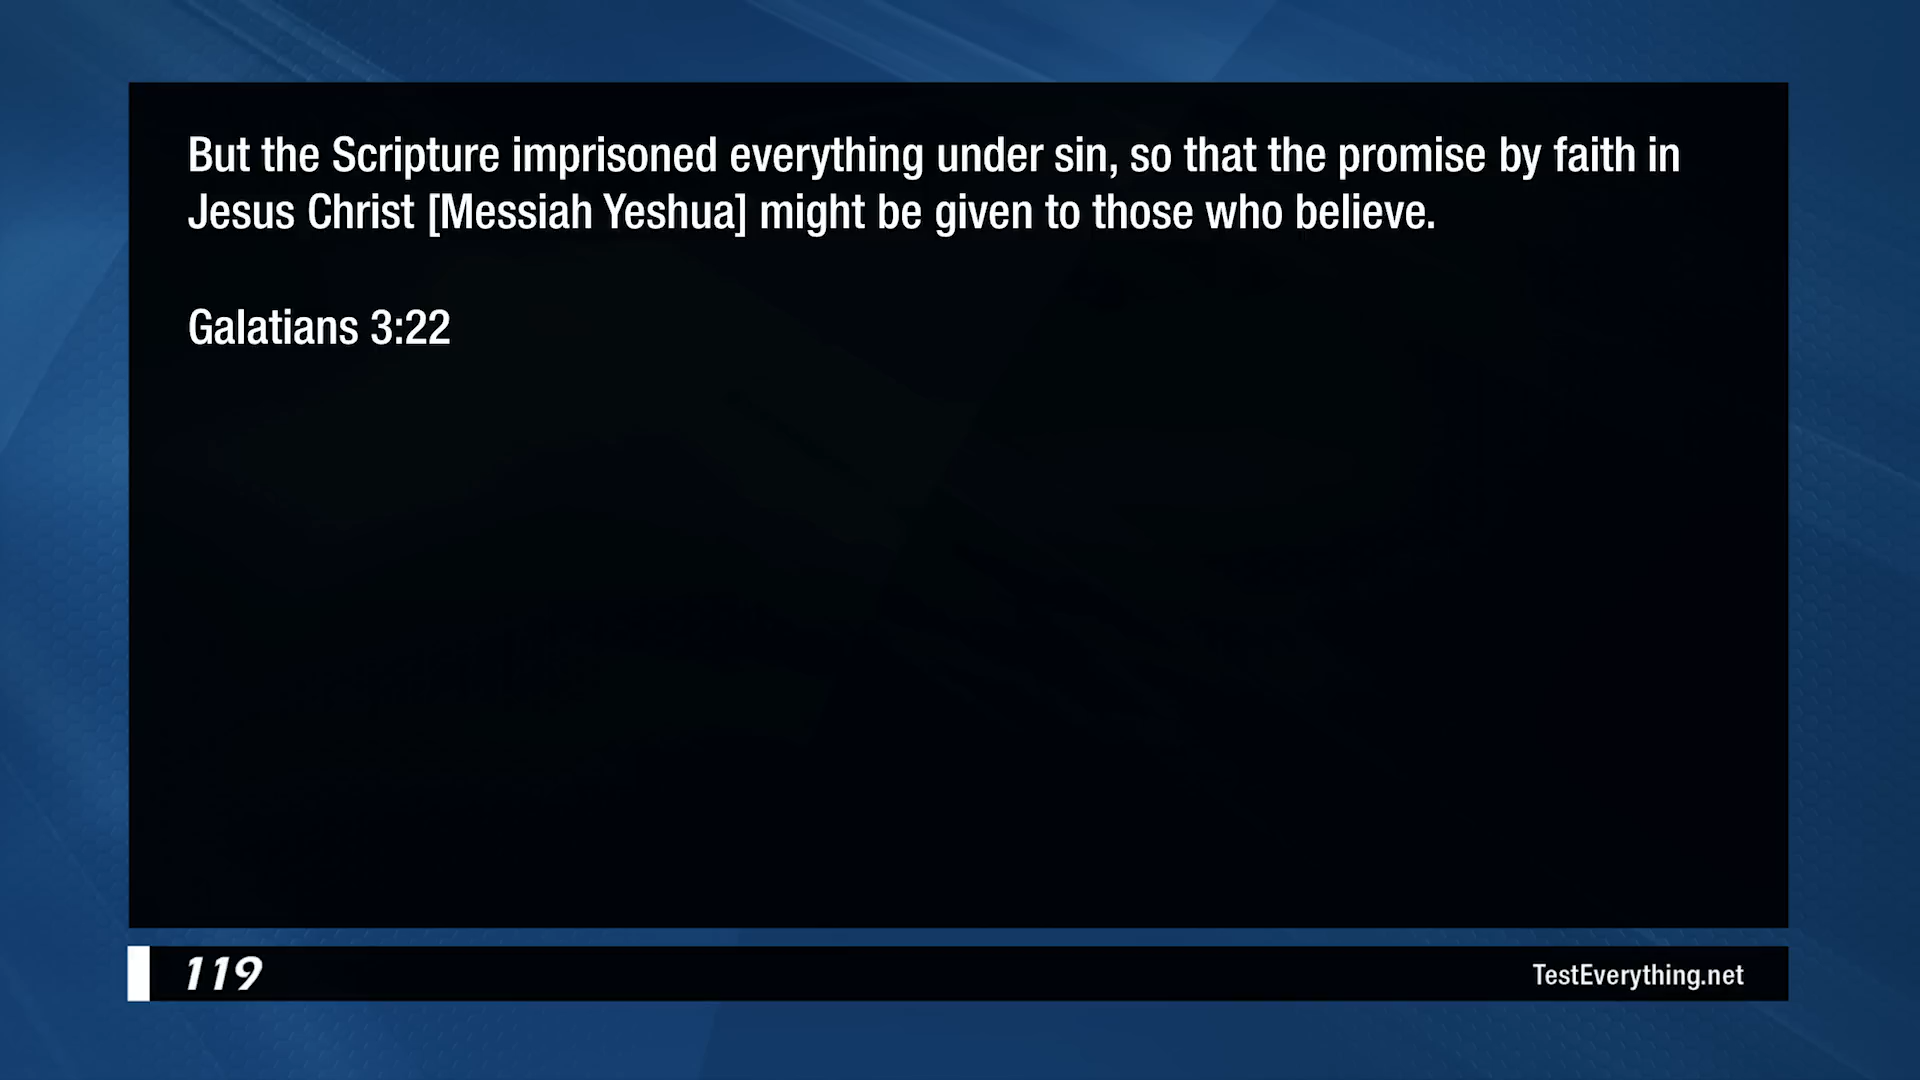 But the Scripture imprisoned everything under sin, so that the promise by faith in
Jesus Christ [Messiah Yeshua] might be given to those who believe.
Galatians 3:22
119
TestEverything.net